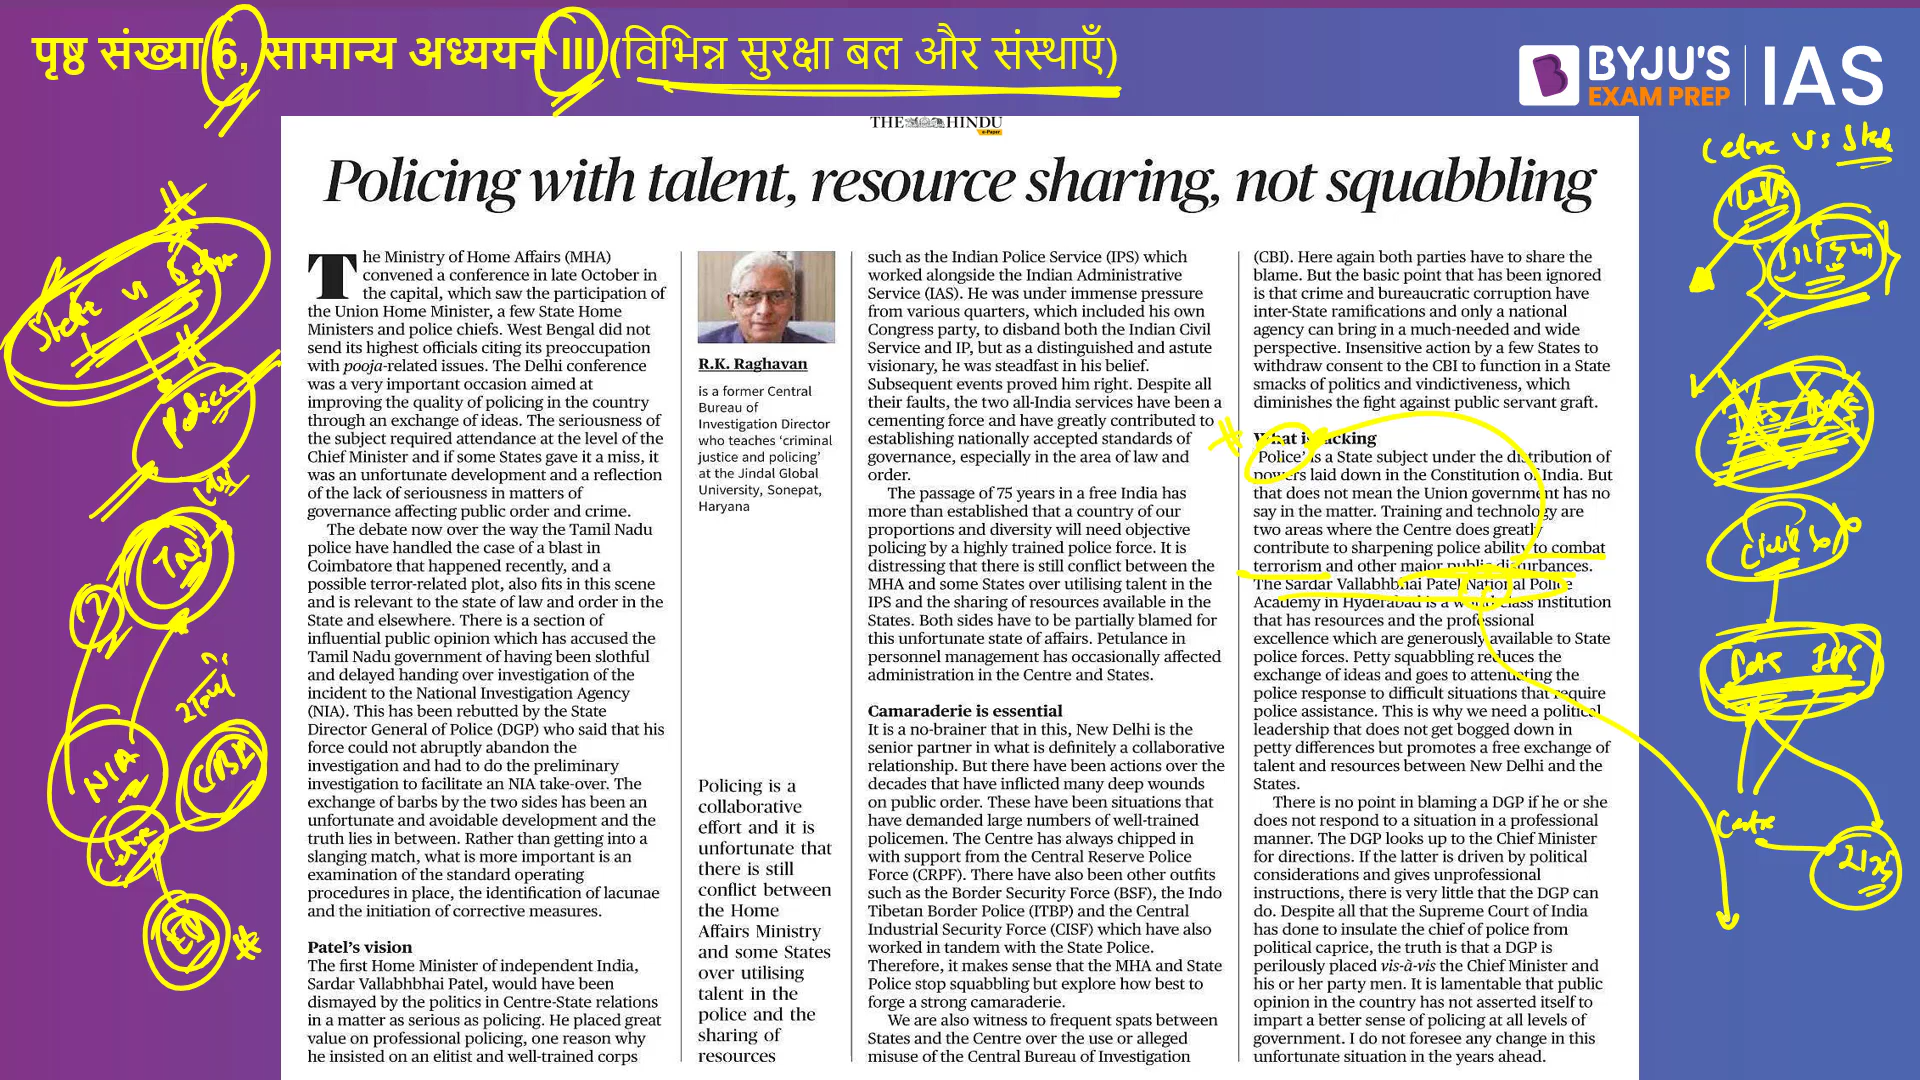 पृष्ठ संख्या 6, सामान्य अध्ययन III (विभिन्न सुरक्षा बल और संस्थाएँ)
BYJU'S
EXAM PREP
IAS
THE HINDU
e-Paper
Policing with talent, resource sharing, not squabbling
The Ministry of Home Affairs (MHA)
convened a conference in late October in
the capital, which saw the participation of
the Union Home Minister, a few State Home
Ministers and police chiefs. West Bengal did not
send its highest officials citing its preoccupation
with pooja-related issues. The Delhi conference
was a very important occasion aimed at
improving the quality of policing in the country
through an exchange of ideas. The seriousness of
the subject required attendance at the level of the
Chief Minister and if some States gave it a miss, it
was an unfortunate development and a reflection
of the lack of seriousness in matters of
governance affecting public order and crime.
The debate now over the way the Tamil Nadu
police have handled the case of a blast in
Coimbatore that happened recently, and a
possible terror-related plot, also fits in this scene
and is relevant to the state of law and order in the
State and elsewhere. There is a section of
influential public opinion which has accused the
Tamil Nadu government of having been slothful
and delayed handing over investigation of the
incident to the National Investigation Agency
(NIA). This has been rebutted by the State
Director General of Police (DGP) who said that his
force could not abruptly abandon the
investigation and had to do the preliminary
investigation to facilitate an NIA take-over. The
exchange of barbs by the two sides has been an
unfortunate and avoidable development and the
truth lies in between. Rather than getting into a
slanging match, what is more important is an
examination of the standard operating
procedures in place, the identification of lacunae
and the initiation of corrective measures.
Patel's vision
The first Home Minister of independent India,
Sardar Vallabhbhai Patel, would have been
dismayed by the politics in Centre-State relations
in a matter as serious as policing. He placed great
value on professional policing, one reason why
he insisted on an elitist and well-trained corps
R.K. Raghavan
is a former Central
Bureau of
Investigation Director
who teaches 'criminal
justice and policing'
at the Jindal Global
University, Sonepat,
Haryana
Policing is a
collaborative
effort and it is
unfortunate that
there is still
conflict between
the Home
Affairs Ministry
and some States
over utilising
talent in the
police and the
sharing of
resources
such as the Indian Police Service (IPS) which
worked alongside the Indian Administrative
Service (IAS). He was under immense pressure
from various quarters, which included his own
Congress party, to disband both the Indian Civil
Service and IP, but as a distinguished and astute
visionary, he was steadfast in his belief.
Subsequent events proved him right. Despite all
their faults, the two all-India services have been a
cementing force and have greatly contributed to
establishing nationally accepted standards of
governance, especially in the area of law and
order.
The passage of 75 years in a free India has
more than established that a country of our
proportions and diversity will need objective
policing by a highly trained police force. It is
distressing that there is still conflict between the
MHA and some States over utilising talent in the
IPS and the sharing of resources available in the
States. Both sides have to be partially blamed for
this unfortunate state of affairs. Petulance in
personnel management has occasionally affected
administration in the Centre and States.
Camaraderie is essential
It is a no-brainer that in this, New Delhi is the
senior partner in what is definitely a collaborative
relationship. But there have been actions over the
decades that have inflicted many deep wounds
on public order. These have been situations that
have demanded large numbers of well-trained
policemen. The Centre has always chipped in
with support from the Central Reserve Police
Force (CRPF). There have also been other outfits
such as the Border Security Force (BSF), the Indo
Tibetan Border Police (ITBP) and the Central
Industrial Security Force (CISF) which have also
worked in tandem with the State Police.
Therefore, it makes sense that the MHA and State
Police stop squabbling but explore how best to
forge a strong camaraderie.
We are also witness to frequent spats between
States and the Centre over the use or alleged
misuse of the Central Bureau of Investigation
(CBI). Here again both parties have to share the
blame. But the basic point that has been ignored
is that crime and bureaucratic corruption have
inter-State ramifications and only a national
agency can bring in a much-needed and wide
perspective. Insensitive action by a few States to
withdraw consent to the CBI to function in a State
smacks of politics and vindictiveness, which
diminishes the fight against public servant graft.
What is lacking
'Police' is a State subject under the distribution of
powers laid down in the Constitution of India. But
that does not mean the Union government has no
say in the matter. Training and technology are
two areas where the Centre does greatly
contribute to sharpening police ability to combat
terrorism and other major public disturbances.
The Sardar Vallabhbhai Patel National Police
Academy in Hyderabad is a world-class institution
that has resources and the professional
excellence which are generously available to State
police forces. Petty squabbling reduces the
exchange of ideas and goes to attenuating the
police response to difficult situations that require
police assistance. This is why we need a political
leadership that does not get bogged down in
petty differences but promotes a free exchange of
talent and resources between New Delhi and the
States.
There is no point in blaming a DGP if he or she
does not respond to a situation in a professional
manner. The DGP looks up to the Chief Minister
for directions. If the latter is driven by political
considerations and gives unprofessional
instructions, there is very little that the DGP can
do. Despite all that the Supreme Court of India
has done to insulate the chief of police from
political caprice, the truth is that a DGP is
perilously placed vis-à-vis the Chief Minister and
his or her party men. It is lamentable that public
opinion in the country has not asserted itself to
impart a better sense of policing at all levels of
government. I do not foresee any change in this
unfortunate situation in the years ahead.
State vs
Police
TN
?
NIA
CBI
Centre
Centre vs State
IPS
Centre
राज्य